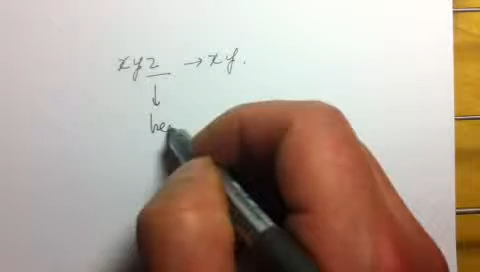 xyz → xy.
↓
he